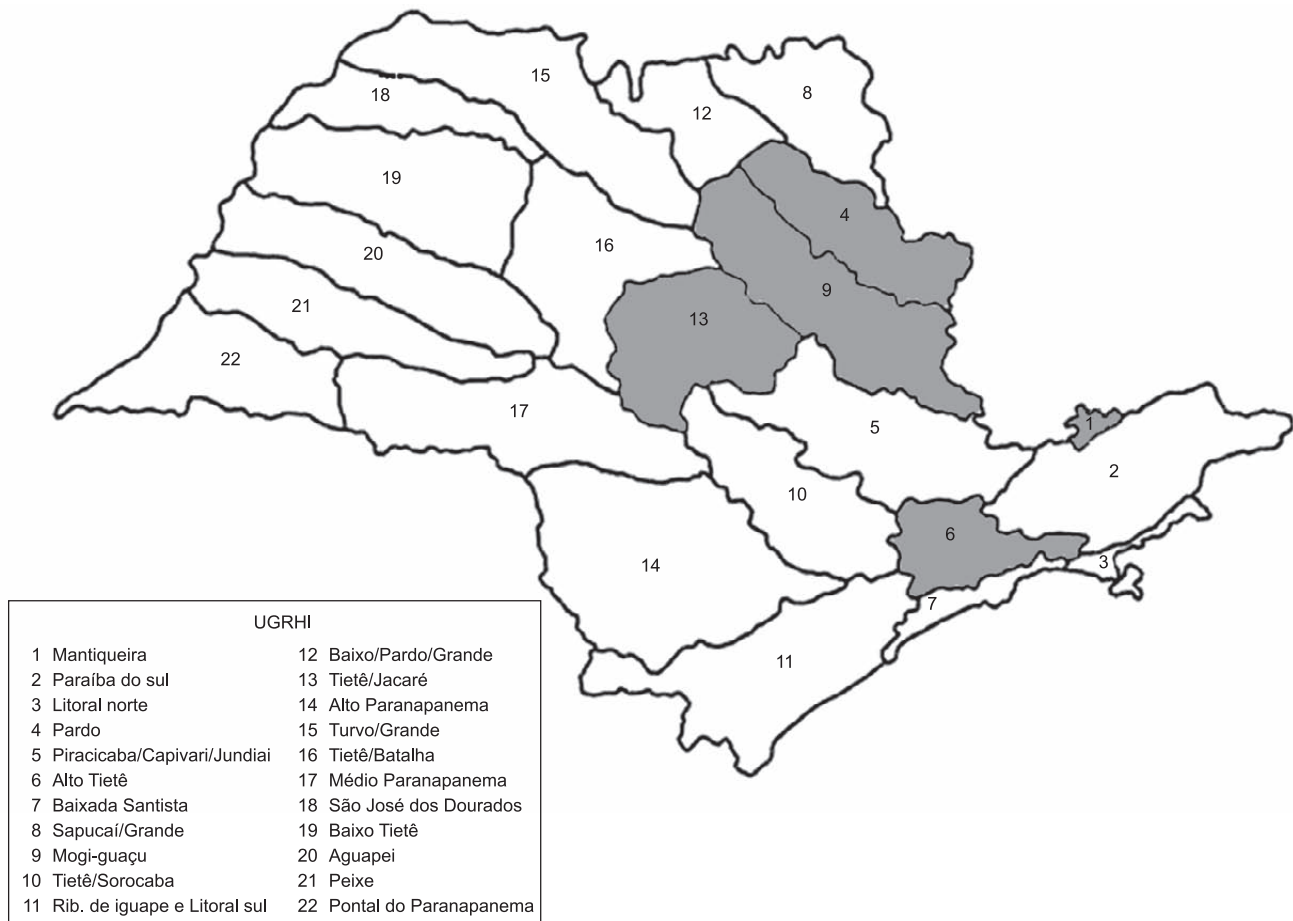 15
8
18
12
19
4
16
20
9
21
13
22
17
5
1
2
10
6
3
14
7
11
UGRHI
1 Mantiqueira
2 Paraíba do sul
3 Litoral norte
4 Pardo
5 Piracicaba/Capivari/Jundiai
6 Alto Tietê
7 Baixada Santista
8 Sapucaí/Grande
9 Mogi-guaçu
10 Tietê/Sorocaba
11 Rib. de iguape e Litoral sul
12 Baixo/Pardo/Grande
13 Tietê/Jacaré
14 Alto Paranapanema
15 Turvo/Grande
16 Tietê/Batalha
17 Médio Paranapanema
18 São José dos Dourados
19 Baixo Tietê
20 Aguapei
21 Peixe
22 Pontal do Paranapanema